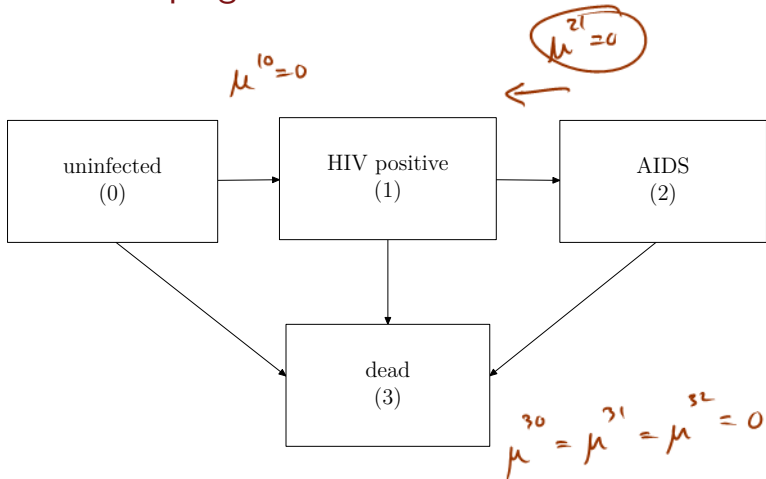 μ^10 = 0
μ^21 = 0
uninfected
(0)
HIV positive
(1)
AIDS
(2)
dead
(3)
μ^30 = μ^31 = μ^32 = 0